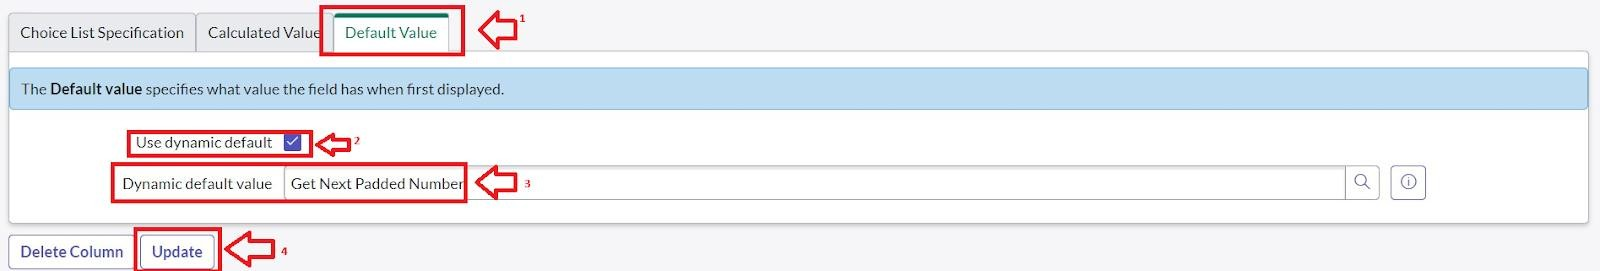 Choice List Specification Calculated Value Default Value 1
The Default value specifies what value the field has when first displayed.
Use dynamic default 2
Dynamic default value Get Next Padded Number 3
Delete Column Update 4